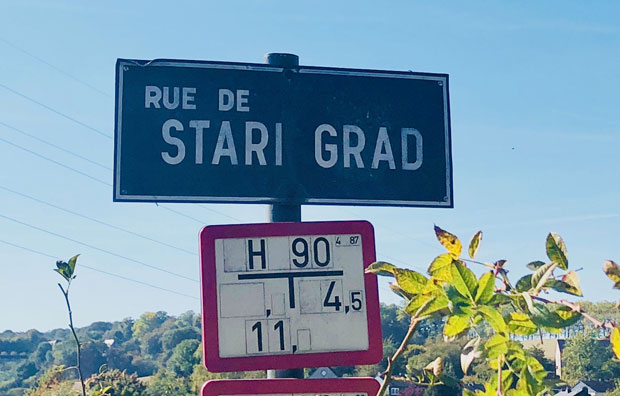 RUE DE
STARI GRAD
H 90 4 87
, 4,5
11,